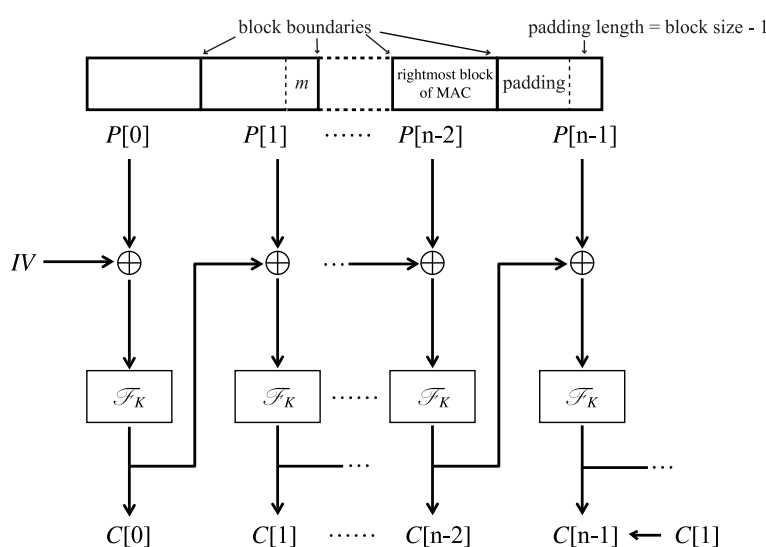 block boundaries padding length = block size - 1
m rightmost block of MAC padding
P[0] P[1] ······ P[n-2] P[n-1]
IV ⊕ ⊕ ··· ⊕ ⊕
ℱK ℱK ······ ℱK ℱK
··· ···
C[0] C[1] ······ C[n-2] C[n-1] C[1]